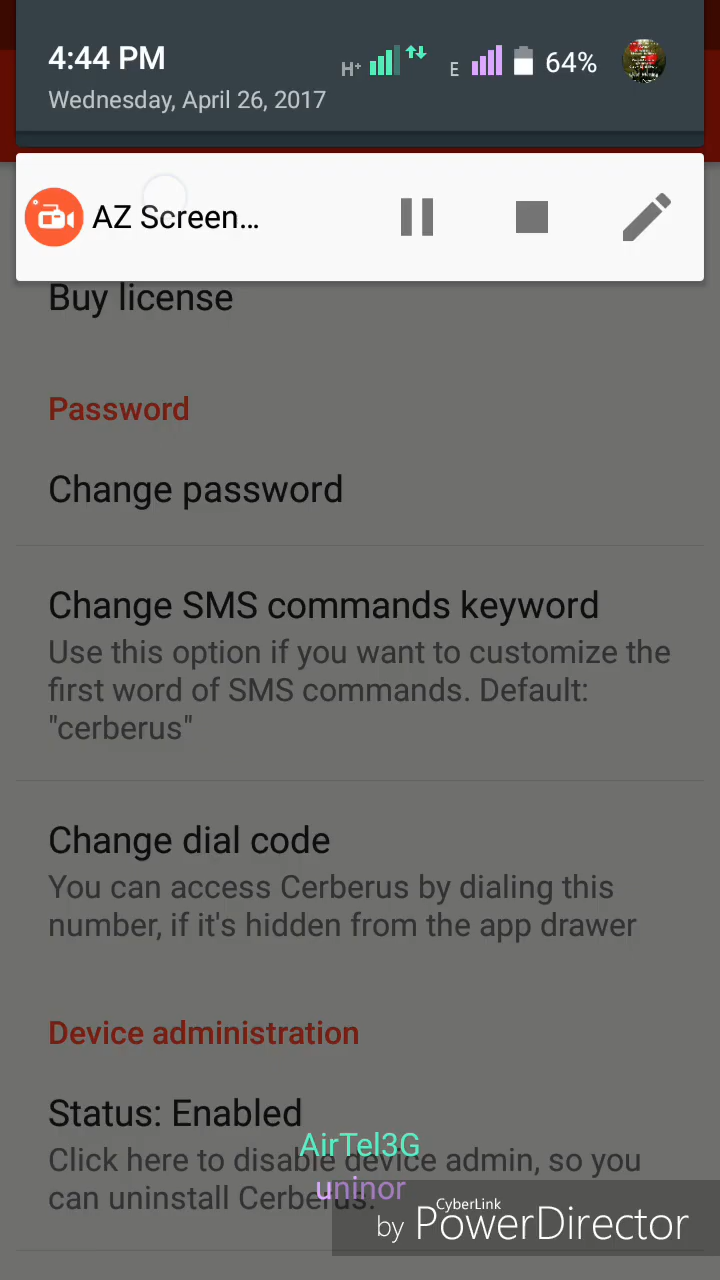 4:44 PM
H+
E
64%
Wednesday, April 26, 2017
AZ Screen...
Buy license
Password
Change password
Change SMS commands keyword
Use this option if you want to customize the
first word of SMS commands. Default:
"cerberus"
Change dial code
You can access Cerberus by dialing this
number, if it's hidden from the app drawer
Device administration
Status: Enabled
AirTel3G
Click here to disable device admin, so you
can uninstall Cerberus.
uninor
CyberLink
by PowerDirector